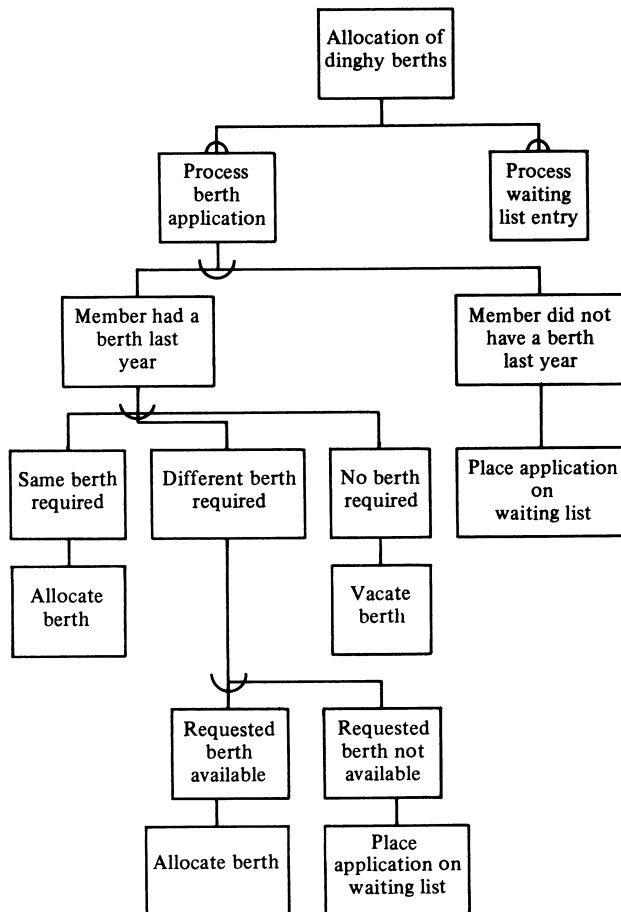 Allocation of
dinghy berths
Process
berth
application
Process
waiting
list entry
Member had a
berth last
year
Member did not
have a berth
last year
Same berth
required
Different berth
required
No berth
required
Place application
on
waiting list
Allocate
berth
Vacate
berth
Requested
berth
available
Requested
berth not
available
Allocate berth
Place
application on
waiting list